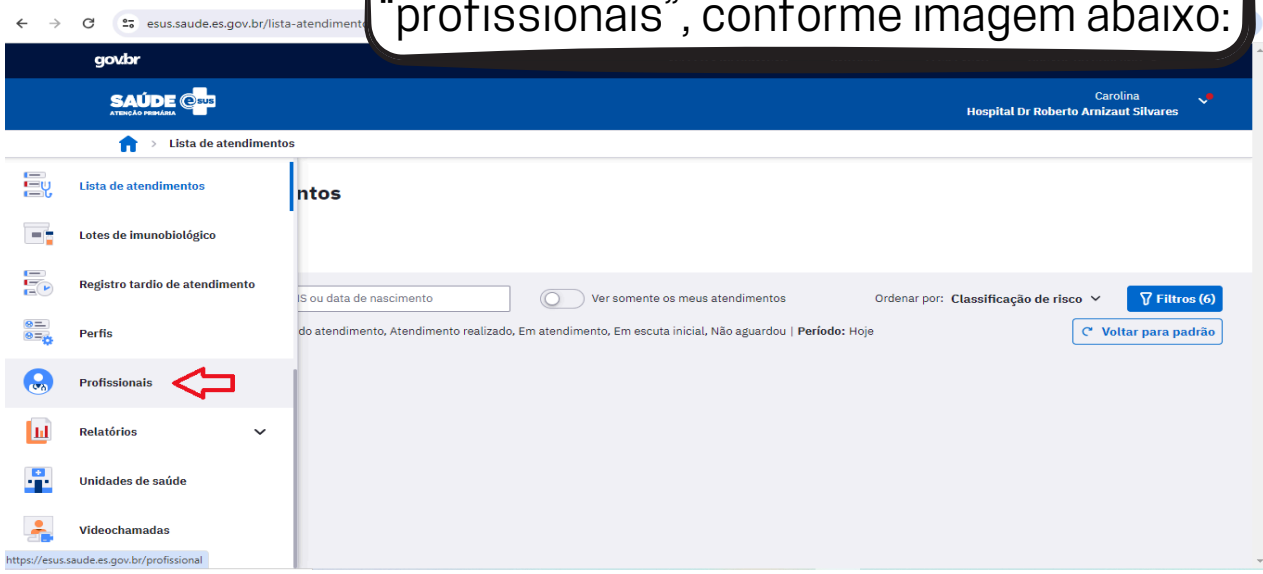 "profissionais", conforme imagem abaixo:
esus.saude.es.gov.br/lista-atendimento
gov.br
SAÚDE e sus
ATENÇÃO PRIMÁRIA
Carolina
Hospital Dr Roberto Arnizaut Silvares
Lista de atendimentos
Lista de atendimentos
ntos
Lotes de imunobiológico
Registro tardio de atendimento
NS ou data de nascimento
Ver somente os meus atendimentos
Ordenar por: Classificação de risco
Filtros (6)
do atendimento, Atendimento realizado, Em atendimento, Em escuta inicial, Não aguardou | Período: Hoje
Voltar para padrão
Perfis
Profissionais
Relatórios
Unidades de saúde
Videochamadas
https://esus.saude.es.gov.br/profissional